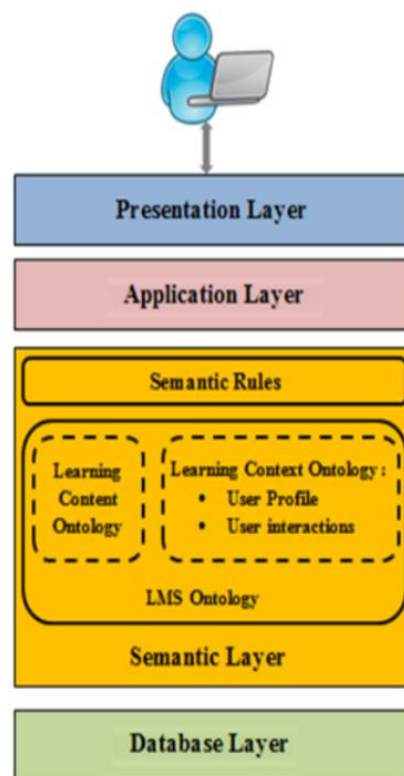 Presentation Layer
Application Layer
Semantic Rules
Learning
Content
Ontology
Learning Context Ontology :
• User Profile
• User interactions
LMS Ontology
Semantic Layer
Database Layer